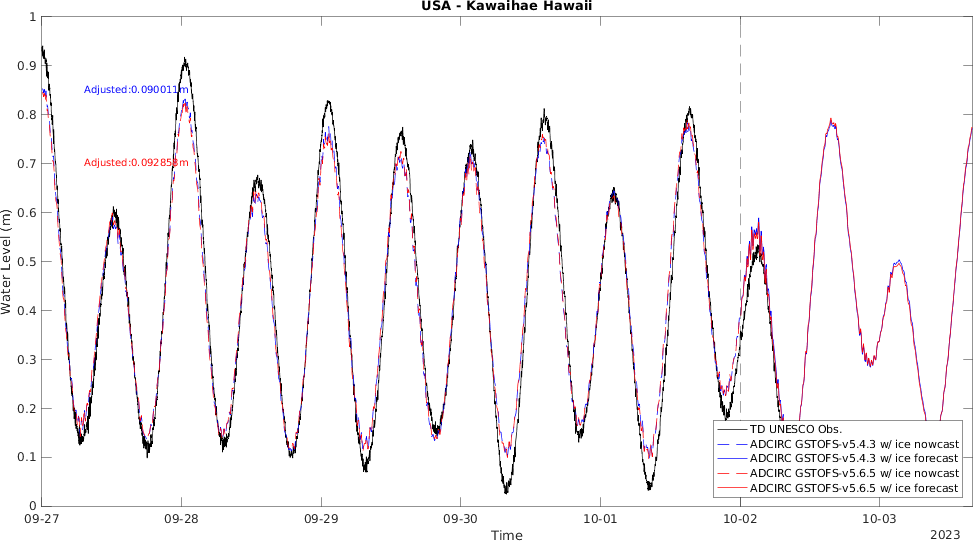 USA - Kawaihae Hawaii
1
0.9
Adjusted:0.090011m
0.8
0.7
Adjusted:0.092853m
0.6
0.5
0.4
0.3
0.2
0.1
0
Water Level (m)
TD UNESCO Obs.
ADCIRC GSTOFS-v5.4.3 w/ ice nowcast
ADCIRC GSTOFS-v5.4.3 w/ ice forecast
ADCIRC GSTOFS-v5.6.5 w/ ice nowcast
ADCIRC GSTOFS-v5.6.5 w/ ice forecast
09-27 09-28 09-29 09-30 10-01 10-02 10-03
Time
2023